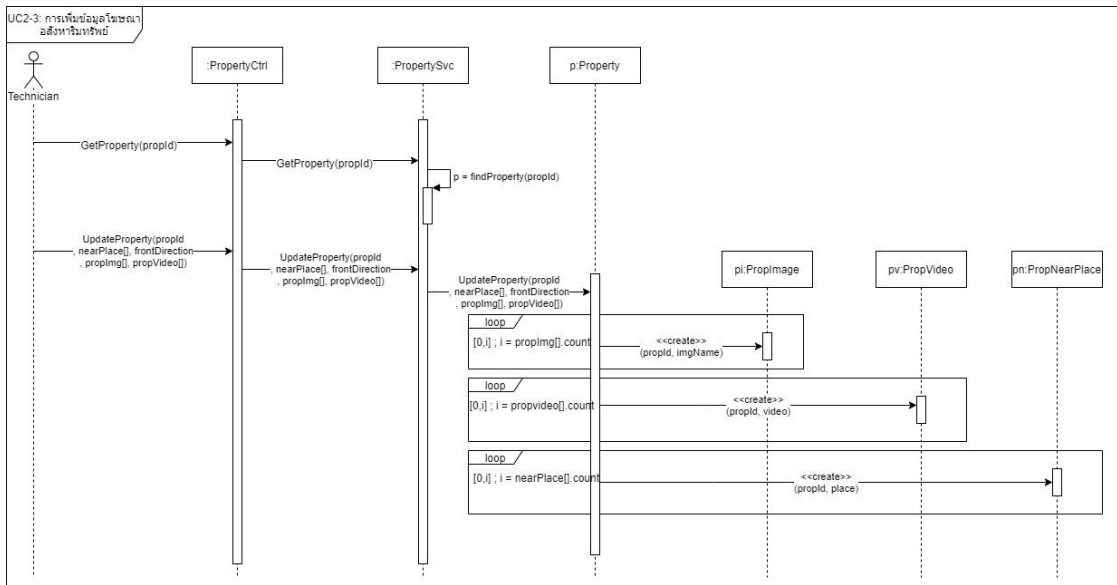 UC2-3: การเพิ่มข้อมูลโฆษณา
อสังหาริมทรัพย์
Technician
:PropertyCtrl
:PropertySvc
p:Property
GetProperty(propId)
GetProperty(propId)
p = findProperty(propId)
UpdateProperty(propId
, nearPlace[], frontDirection
, propImg[], propVideo[])
UpdateProperty(propId
, nearPlace[], frontDirection
, propImg[], propVideo[])
UpdateProperty(propId
, nearPlace[], frontDirection
, propImg[], propVideo[])
pi:PropImage
pv:PropVideo
pn:PropNearPlace
loop
[0,i] ; i = propImg[].count
<<create>>
(propId, imgName)
loop
[0,i] ; i = propvideo[].count
<<create>>
(propId, video)
loop
[0,i] ; i = nearPlace[].count
<<create>>
(propId, place)